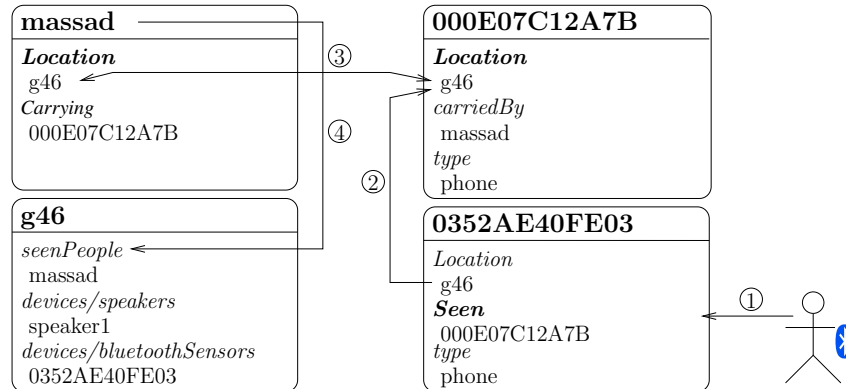 massad
Location
g46
Carrying
000E07C12A7B
g46
seenPeople
massad
devices/speakers
speaker1
devices/bluetoothSensors
0352AE40FE03
000E07C12A7B
Location
g46
carriedBy
massad
type
phone
0352AE40FE03
Location
g46
Seen
000E07C12A7B
type
phone
③
④
②
①